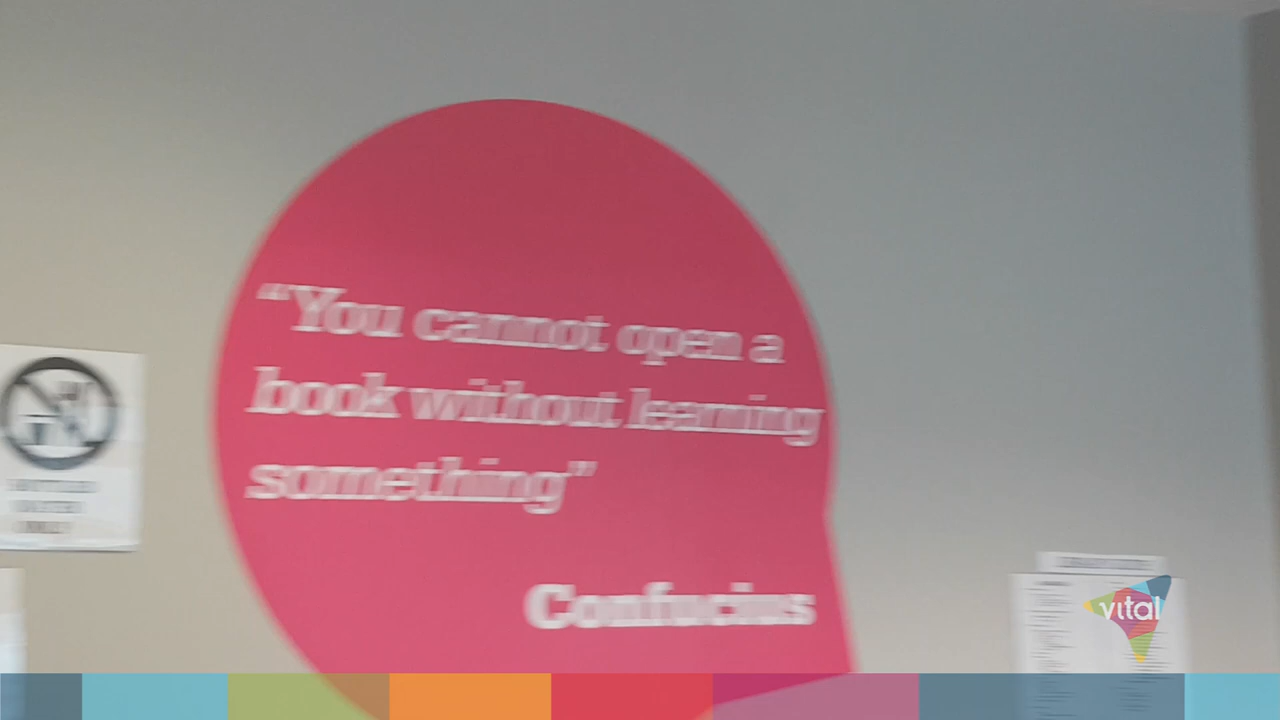 “You cannot open a
book without learning
something”
Confucius
vital